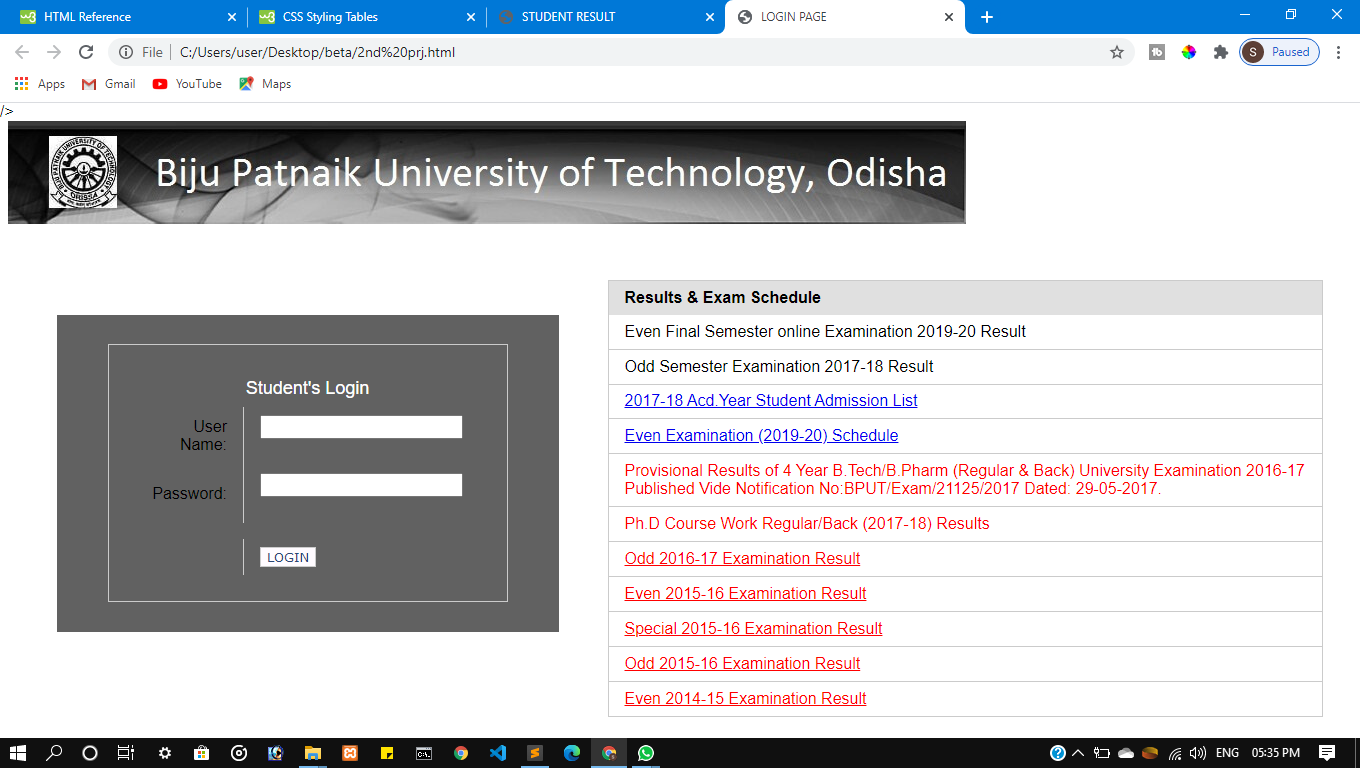 HTML Reference
CSS Styling Tables
STUDENT RESULT
LOGIN PAGE
File
C:/Users/user/Desktop/beta/2nd%20prj.html
S
Paused
Apps
Gmail
YouTube
Maps
/>
BIJU PATNAIK UNIVERSITY OF TECHNOLOGY
ORISSA
Biju Patnaik University of Technology, Odisha
Student's Login
User
Name:
Password:
LOGIN
Results & Exam Schedule
Even Final Semester online Examination 2019-20 Result
Odd Semester Examination 2017-18 Result
2017-18 Acd.Year Student Admission List
Even Examination (2019-20) Schedule
Provisional Results of 4 Year B.Tech/B.Pharm (Regular & Back) University Examination 2016-17
Published Vide Notification No:BPUT/Exam/21125/2017 Dated: 29-05-2017.
Ph.D Course Work Regular/Back (2017-18) Results
Odd 2016-17 Examination Result
Even 2015-16 Examination Result
Special 2015-16 Examination Result
Odd 2015-16 Examination Result
Even 2014-15 Examination Result
ENG
05:35 PM